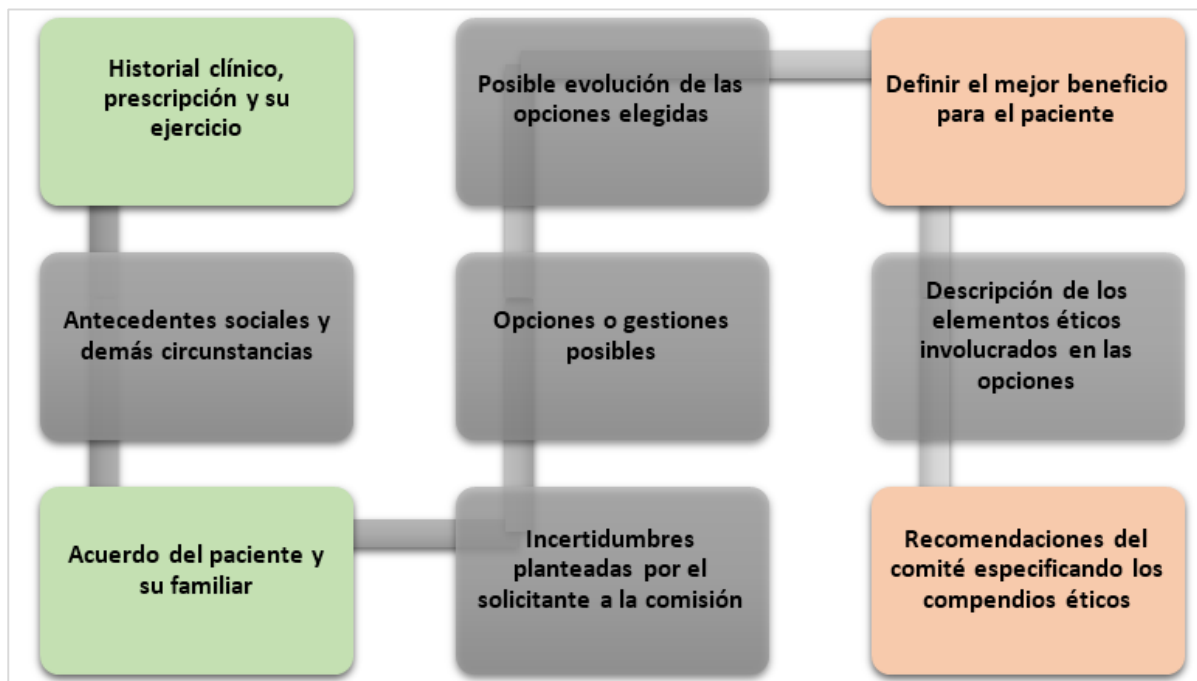 Historial clínico,
prescripción y su
ejercicio
Antecedentes sociales y
demás circunstancias
Acuerdo del paciente y
su familiar
Incertidumbres
planteadas por el
solicitante a la comisión
Opciones o gestiones
posibles
Posible evolución de las
opciones elegidas
Definir el mejor beneficio
para el paciente
Descripción de los
elementos éticos
involucrados en las
opciones
Recomendaciones del
comité especificando los
compendios éticos